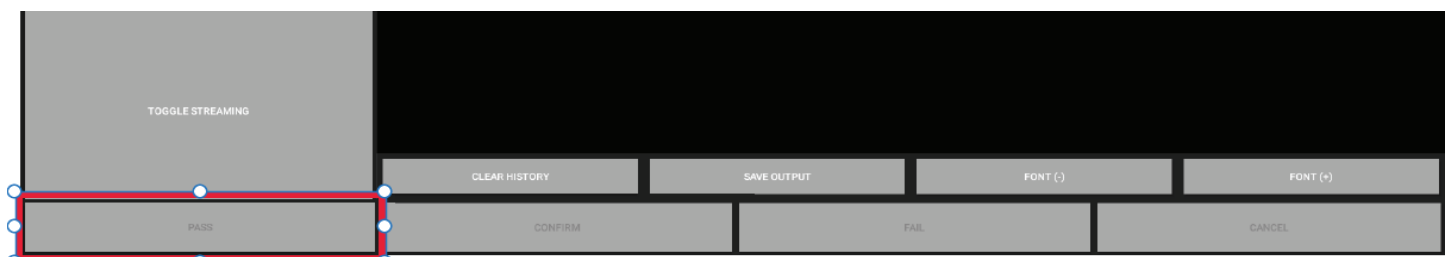 TOGGLE STREAMING
CLEAR HISTORY
SAVE OUTPUT
FONT (-)
FONT (+)
PASS
CONFIRM
FAIL
CANCEL